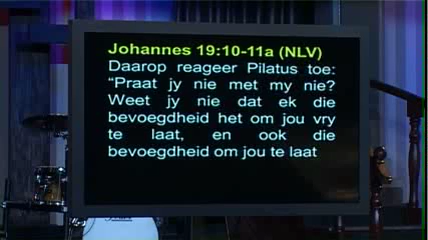 Johannes 19:10-11a (NLV)
Daarop reageer Pilatus toe:
“Praat jy nie met my nie?
Weet jy nie dat ek die
bevoegdheid het om jou vry
te laat, en ook die
bevoegdheid om jou te laat